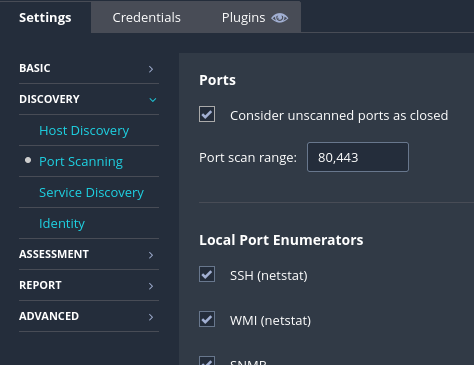 Settings Credentials Plugins
BASIC
DISCOVERY
Host Discovery
Port Scanning
Service Discovery
Identity
ASSESSMENT
REPORT
ADVANCED
Ports
Consider unscanned ports as closed
Port scan range: 80,443
Local Port Enumerators
SSH (netstat)
WMI (netstat)
SNMP